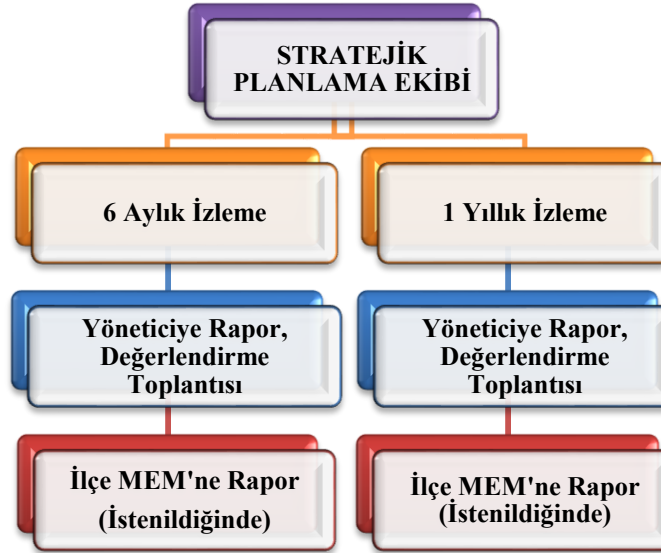 STRATEJİK
PLANLAMA EKİBİ
6 Aylık İzleme
1 Yıllık İzleme
Yöneticiye Rapor,
Değerlendirme
Toplantısı
Yöneticiye Rapor,
Değerlendirme
Toplantısı
İlçe MEM'ne Rapor
(İstenildiğinde)
İlçe MEM'ne Rapor
(İstenildiğinde)